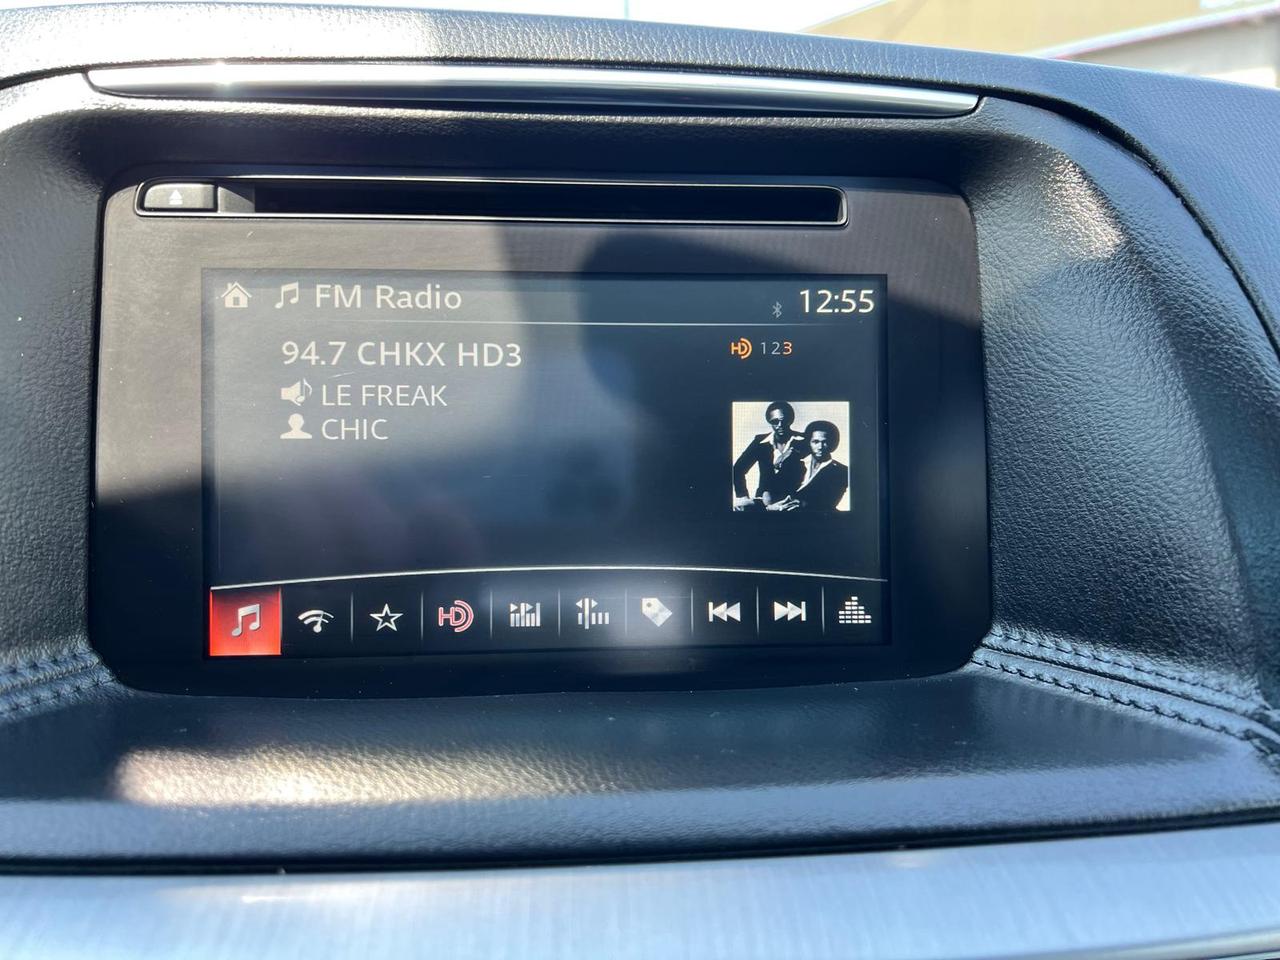 FM Radio
12:55
94.7 CHKX HD3
HD 123
LE FREAK
CHIC
HD